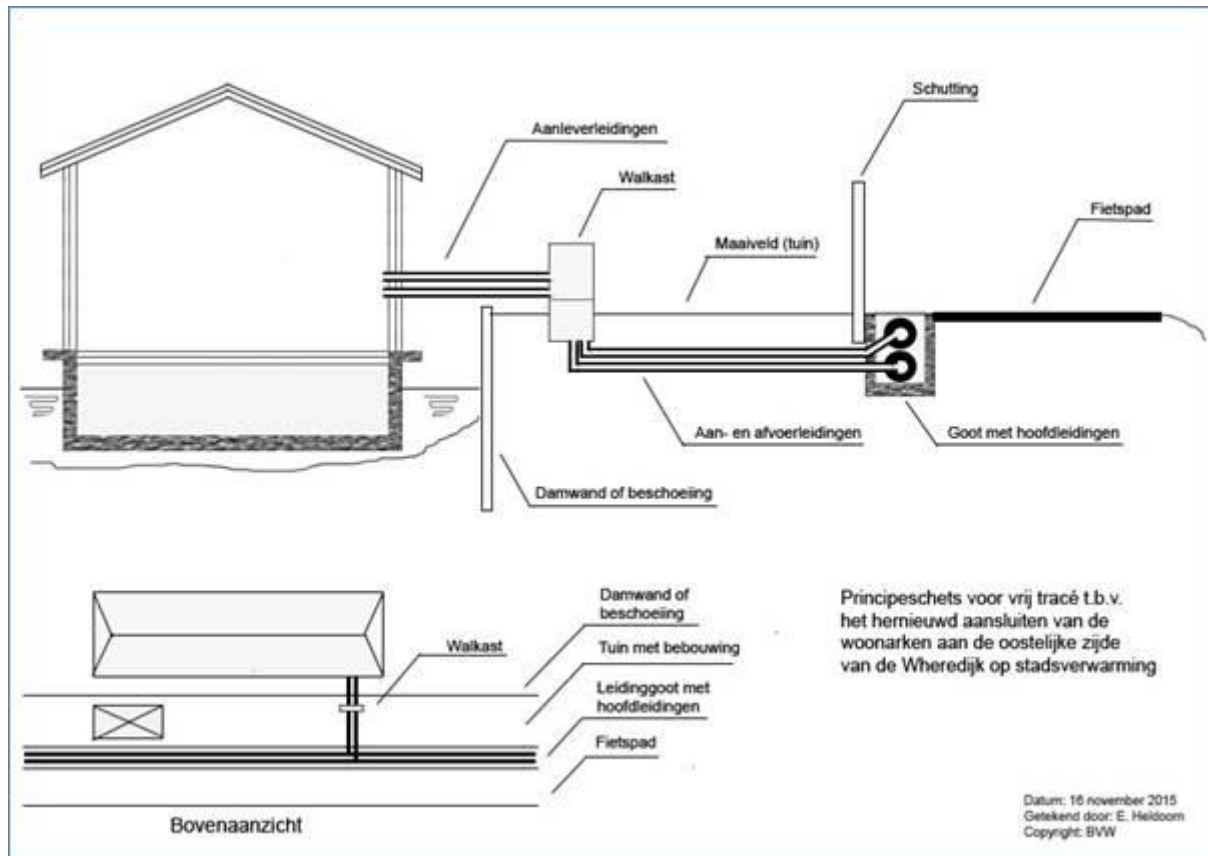 Schutting
Aanleverleidingen
Walkast
Fietspad
Maaiveld (tuin)
Aan- en afvoerleidingen
Goot met hoofdleidingen
Damwand of beschoeiing
Damwand of
beschoeiing
Walkast
Tuin met bebouwing
Leidinggoot met
hoofdleidingen
Fietspad
Bovenaanzicht
Principeschets voor vrij tracé t.b.v.
het hernieuwd aansluiten van de
woonarken aan de oostelijke zijde
van de Wheredijk op stadsverwarming
Datum: 16 november 2015
Getekend door: E. Heidoorn
Copyright: BVW